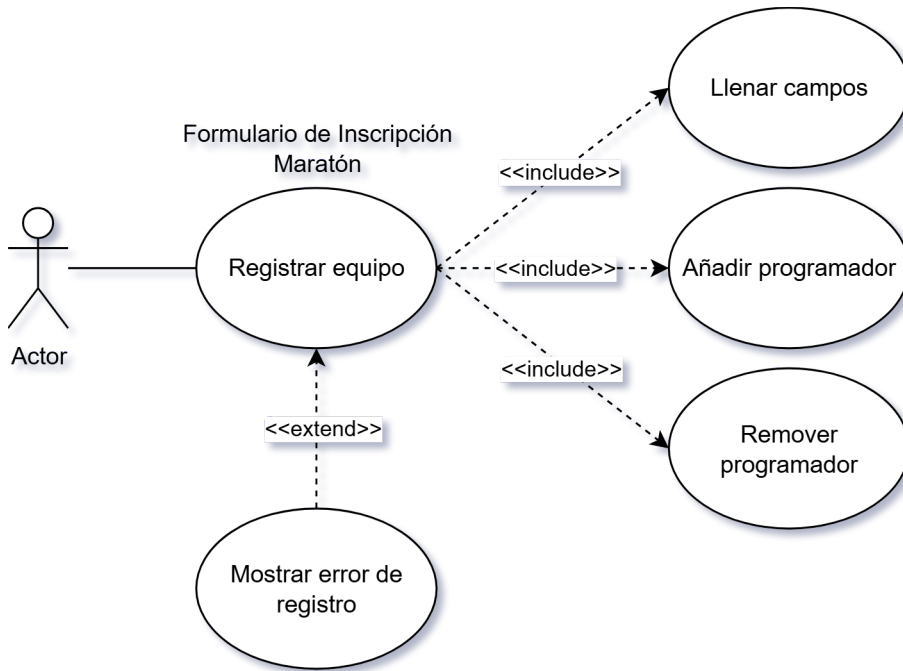 Llenar campos
Formulario de Inscripción
Maratón
<<include>>
Registrar equipo
<<include>>
Añadir programador
Actor
<<include>>
<<extend>>
Remover
programador
Mostrar error de
registro